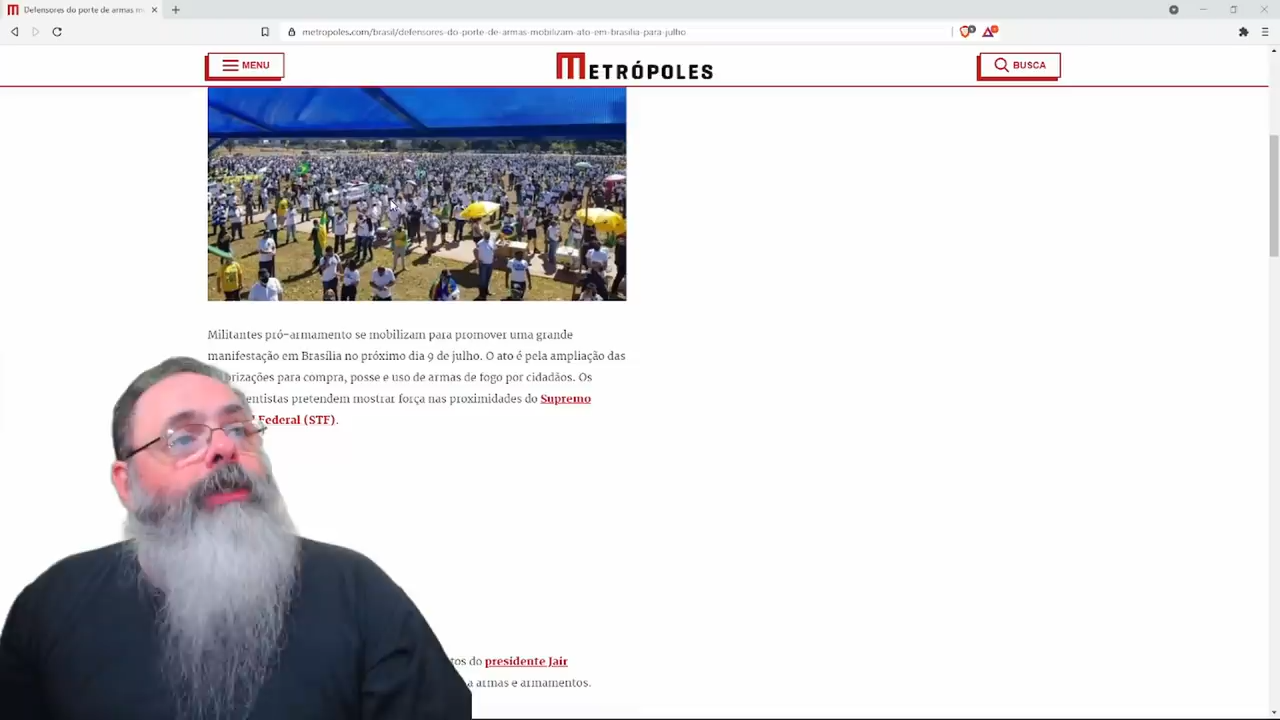 Defensores do porte de armas m
metropoles.com/brasil/defensores-do-porte-de-armas-mobilizam-ato-em-brasilia-para-julho
MENU
METRÓPOLES
BUSCA
Militantes pró-armamento se mobilizam para promover uma grande
manifestação em Brasília no próximo dia 9 de julho. O ato é pela ampliação das
rizações para compra, posse e uso de armas de fogo por cidadãos. Os
entistas pretendem mostrar força nas proximidades do Supremo
l Federal (STF).
tos do presidente Jair
a armas e armamentos.